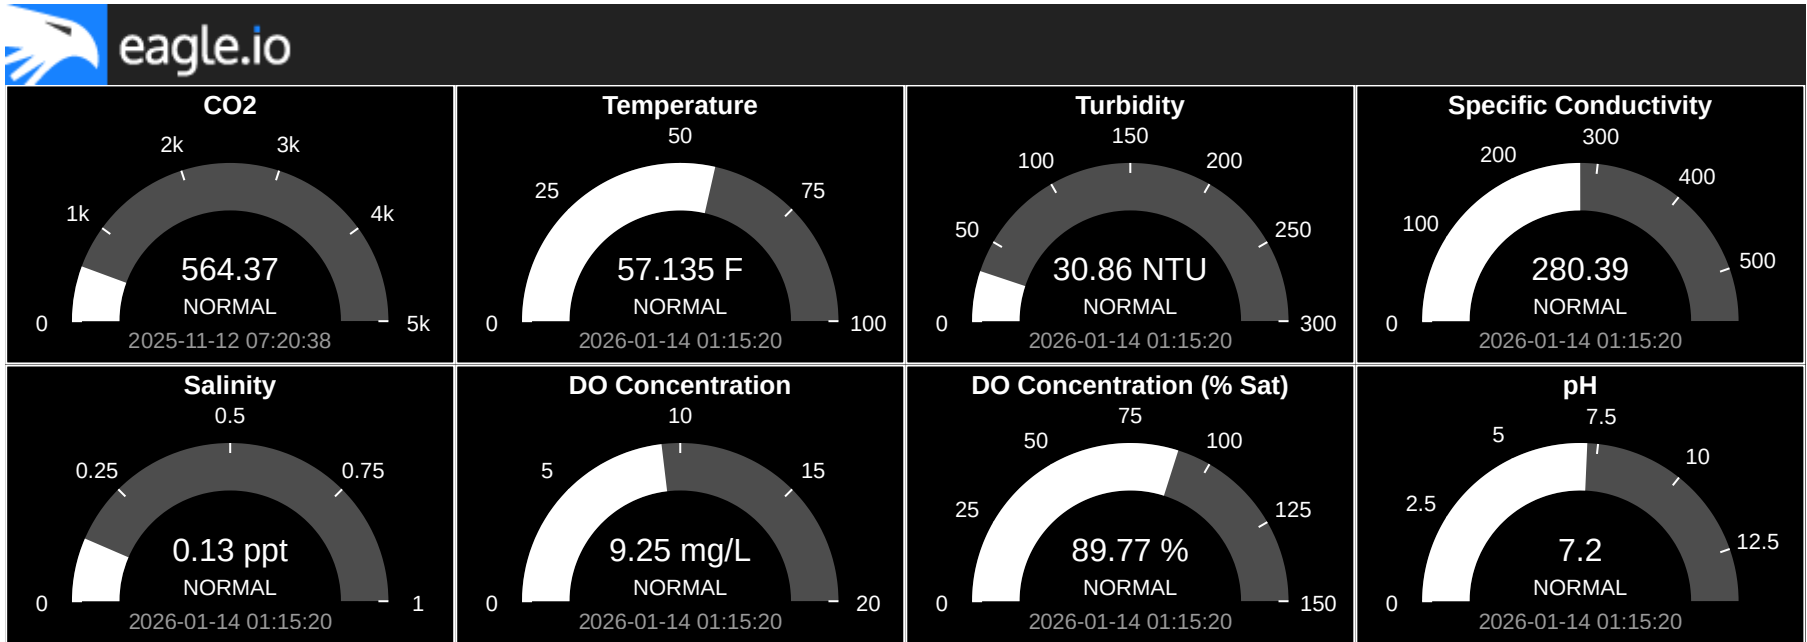 eagle.io
CO2
2k
3k
1k
4k
0
5k
564.37
NORMAL
2025-11-12 07:20:38
Temperature
50
25
75
0
100
57.135 F
NORMAL
2026-01-14 01:15:20
Turbidity
150
100
200
50
250
0
300
30.86 NTU
NORMAL
2026-01-14 01:15:20
Specific Conductivity
300
200
400
100
500
0
280.39
NORMAL
2026-01-14 01:15:20
Salinity
0.5
0.25
0.75
0
1
0.13 ppt
NORMAL
2026-01-14 01:15:20
DO Concentration
10
5
15
0
20
9.25 mg/L
NORMAL
2026-01-14 01:15:20
DO Concentration (% Sat)
75
50
100
25
125
0
150
89.77 %
NORMAL
2026-01-14 01:15:20
pH
7.5
5
10
2.5
12.5
0
7.2
NORMAL
2026-01-14 01:15:20